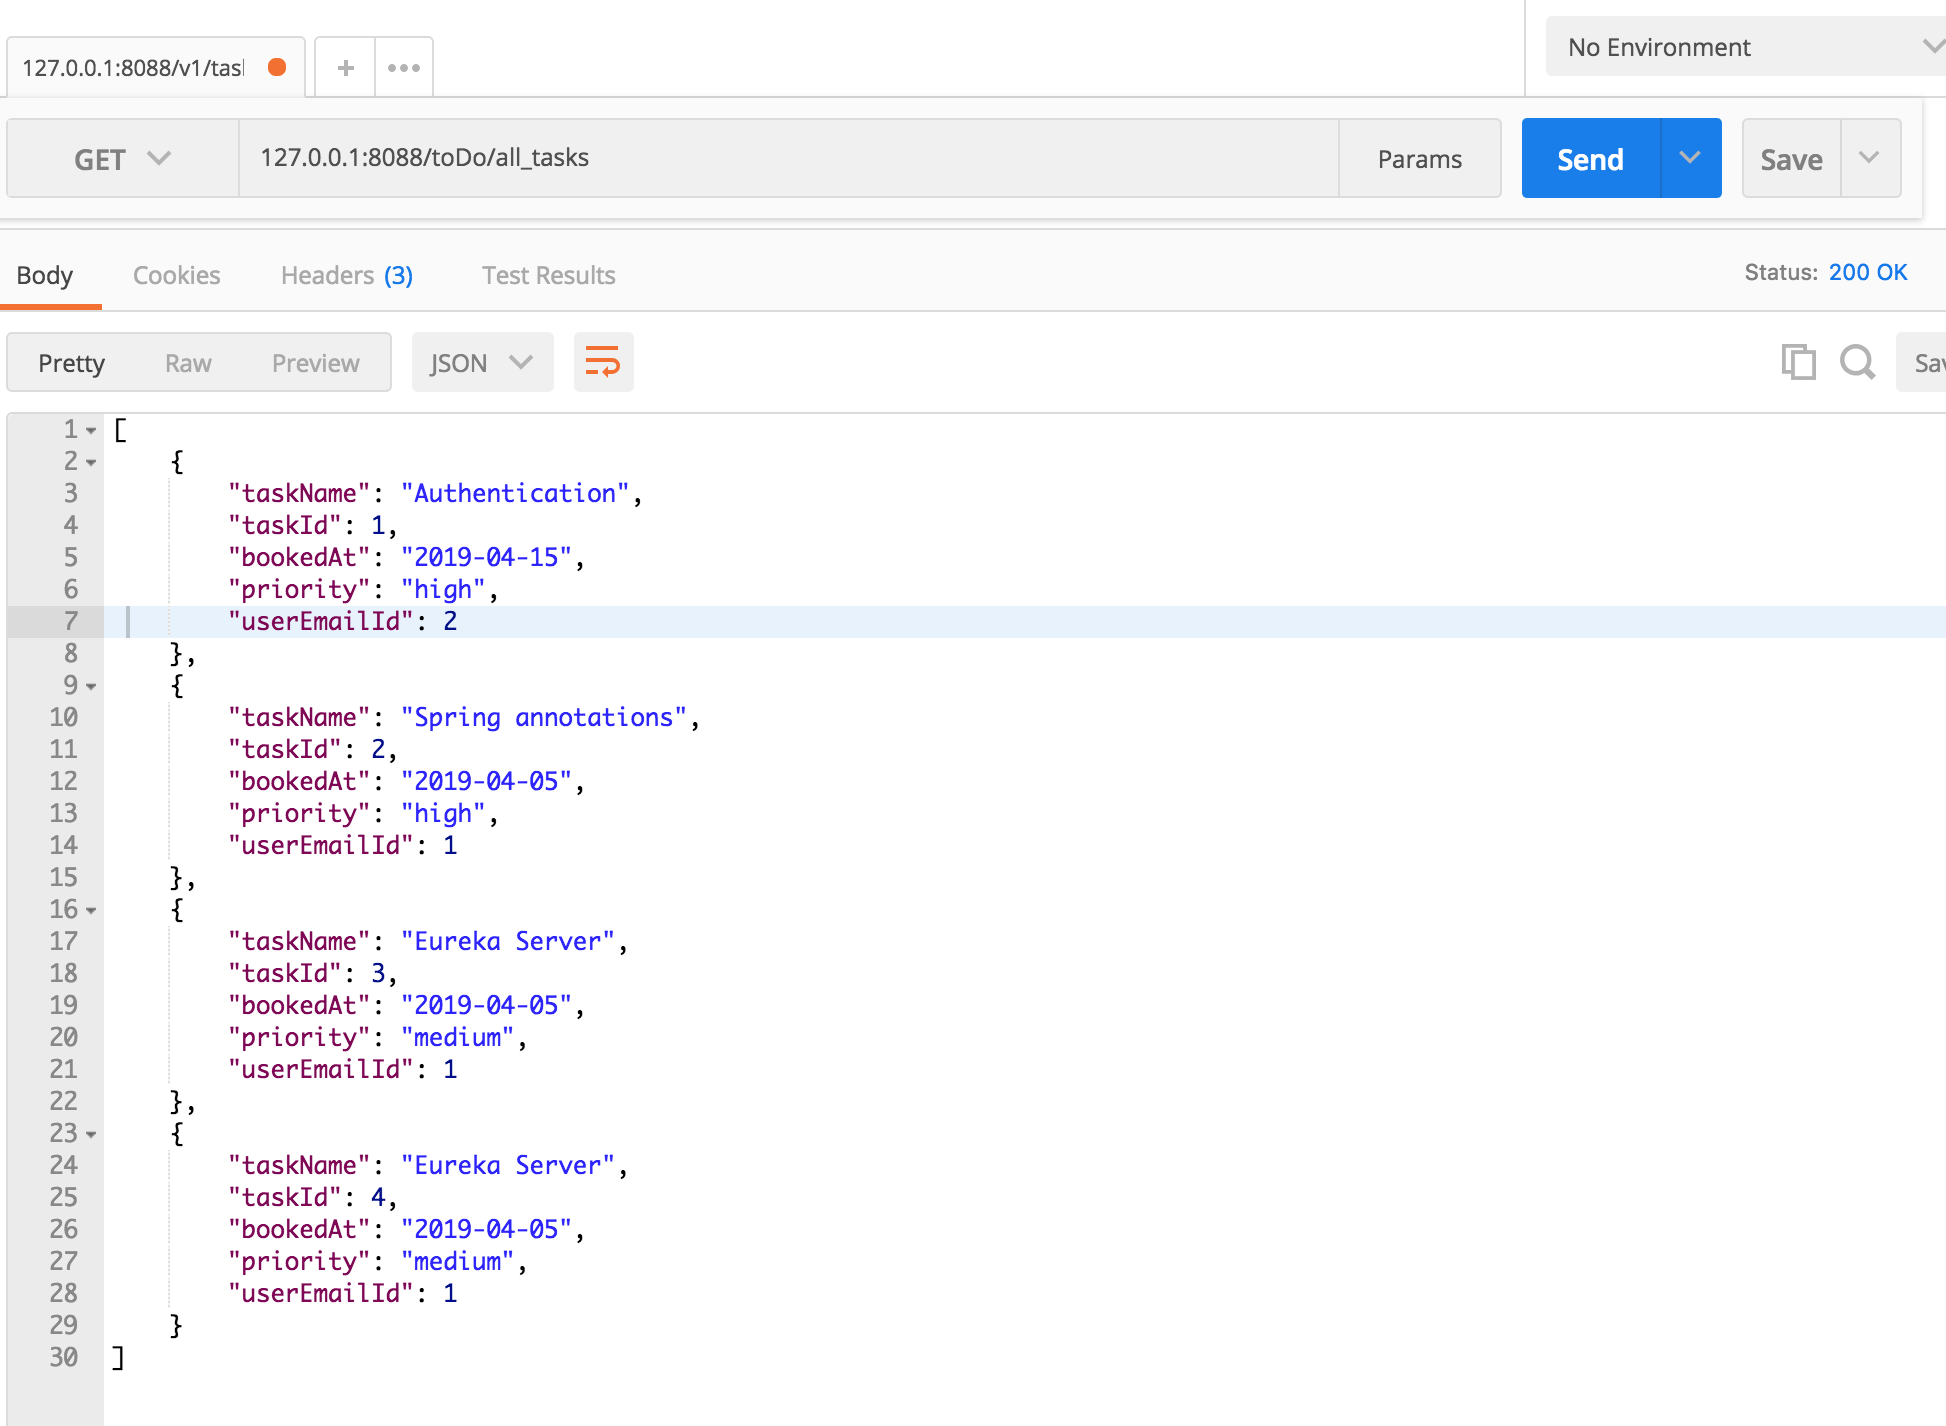 No Environment
127.0.0.1:8088/v1/tas
GET 127.0.0.1:8088/toDo/all_tasks Params Send Save
Body Cookies Headers (3) Test Results Status: 200 OK
Pretty Raw Preview JSON Sav
1 [
2 {
3 "taskName": "Authentication",
4 "taskId": 1,
5 "bookedAt": "2019-04-15",
6 "priority": "high",
7 "userEmailId": 2
8 },
9 {
10 "taskName": "Spring annotations",
11 "taskId": 2,
12 "bookedAt": "2019-04-05",
13 "priority": "high",
14 "userEmailId": 1
15 },
16 {
17 "taskName": "Eureka Server",
18 "taskId": 3,
19 "bookedAt": "2019-04-05",
20 "priority": "medium",
21 "userEmailId": 1
22 },
23 {
24 "taskName": "Eureka Server",
25 "taskId": 4,
26 "bookedAt": "2019-04-05",
27 "priority": "medium",
28 "userEmailId": 1
29 }
30 ]